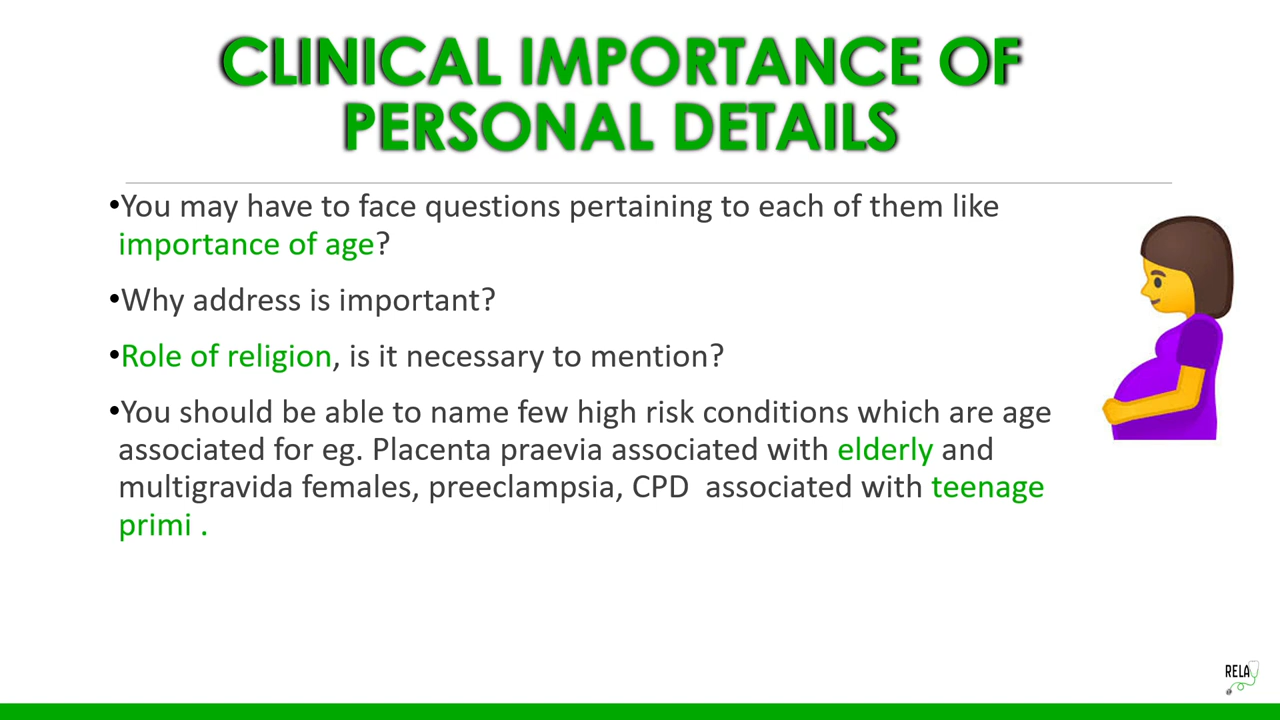 CLINICAL IMPORTANCE OF
PERSONAL DETAILS
•You may have to face questions pertaining to each of them like
importance of age?
•Why address is important?
•Role of religion, is it necessary to mention?
•You should be able to name few high risk conditions which are age
associated for eg. Placenta praevia associated with elderly and
multigravida females, preeclampsia, CPD  associated with teenage
primi .
RELAY